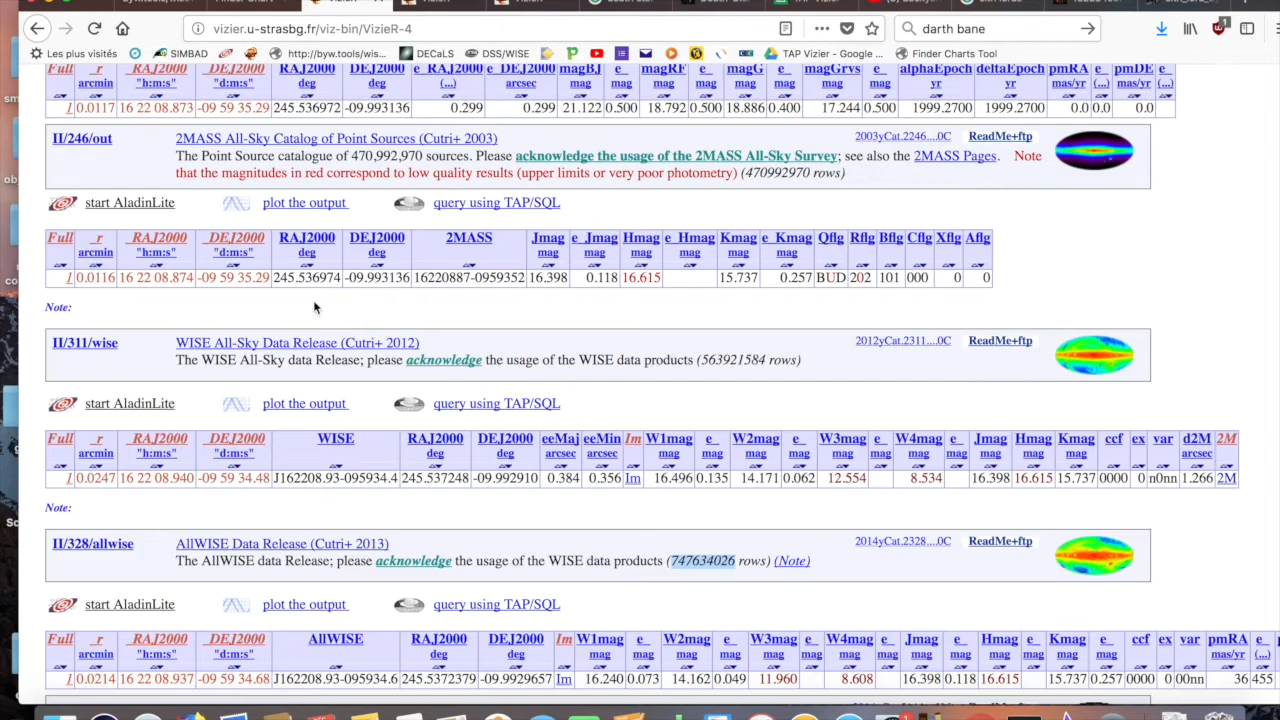 vizier.u-strasbg.fr/viz-bin/VizieR-4
darth bane
Les plus visités SIMBAD http://byw.tools/wis... DECaLS DSS/WISE TAP Vizier - Google ... Finder Charts Tool
Full _r _RAJ2000 _DEJ2000 RAJ2000 DEJ2000 e_RAJ2000 e_DEJ2000 magBJ e_ magRF e_ magG e_ magGrvs e_ alphaEpoch deltaEpoch pmRA e_ pmDE e_
arcmin "h:m:s" "d:m:s" deg deg (...) arcsec mag mag mag mag mag mag mag mag yr yr mas/yr (...) mas/yr (...)
1 0.0117 16 22 08.873 -09 59 35.29 245.536972 -09.993136 0.299 0.299 21.122 0.500 18.792 0.500 18.886 0.400 17.244 0.500 1999.2700 1999.2700 0.0 0.0 0.0
II/246/out 2MASS All-Sky Catalog of Point Sources (Cutri+ 2003) 2003yCat.2246....0C ReadMe+ftp
The Point Source catalogue of 470,992,970 sources. Please acknowledge the usage of the 2MASS All-Sky Survey; see also the 2MASS Pages. Note
that the magnitudes in red correspond to low quality results (upper limits or very poor photometry) (470992970 rows)
start AladinLite plot the output query using TAP/SQL
Full _r _RAJ2000 _DEJ2000 RAJ2000 DEJ2000 2MASS Jmag e_Jmag Hmag e_Hmag Kmag e_Kmag Qflg Rflg Bflg Cflg Xflg Aflg
arcmin "h:m:s" "d:m:s" deg deg mag mag mag mag mag mag
1 0.0116 16 22 08.874 -09 59 35.29 245.536974 -09.993136 16220887-0959352 16.398 0.118 16.615 15.737 0.257 BUD 202 101 000 0 0
Note:
II/311/wise WISE All-Sky Data Release (Cutri+ 2012) 2012yCat.2311....0C ReadMe+ftp
The WISE All-Sky data Release; please acknowledge the usage of the WISE data products (563921584 rows)
start AladinLite plot the output query using TAP/SQL
Full _r _RAJ2000 _DEJ2000 WISE RAJ2000 DEJ2000 eeMaj eeMin Im W1mag e_ W2mag e_ W3mag e_ W4mag e_ Jmag Hmag Kmag ccf ex var d2M 2M
arcmin "h:m:s" "d:m:s" deg deg arcsec arcsec mag mag mag mag mag mag mag mag mag mag mag arcsec
1 0.0247 16 22 08.940 -09 59 34.48 J162208.93-095934.4 245.537248 -09.992910 0.384 0.356 Im 16.496 0.135 14.171 0.062 12.554 8.534 16.398 16.615 15.737 0000 0 n0nn 1.266 2M
Note:
II/328/allwise AllWISE Data Release (Cutri+ 2013) 2014yCat.2328....0C ReadMe+ftp
The AllWISE data Release; please acknowledge the usage of the WISE data products (747634026 rows) (Note)
start AladinLite plot the output query using TAP/SQL
Full _r _RAJ2000 _DEJ2000 AllWISE RAJ2000 DEJ2000 Im W1mag e_ W2mag e_ W3mag e_ W4mag e_ Jmag e_ Hmag e_ Kmag e_ ccf ex var pmRA e_
arcmin "h:m:s" "d:m:s" deg deg mag mag mag mag mag mag mag mag mag mag mag mag mag mag mas/yr (...)
1 0.0214 16 22 08.937 -09 59 34.68 J162208.93-095934.6 245.5372379 -09.9929657 Im 16.240 0.073 14.162 0.049 11.960 8.608 16.398 0.118 16.615 15.737 0.257 0000 0 00nn 36 455